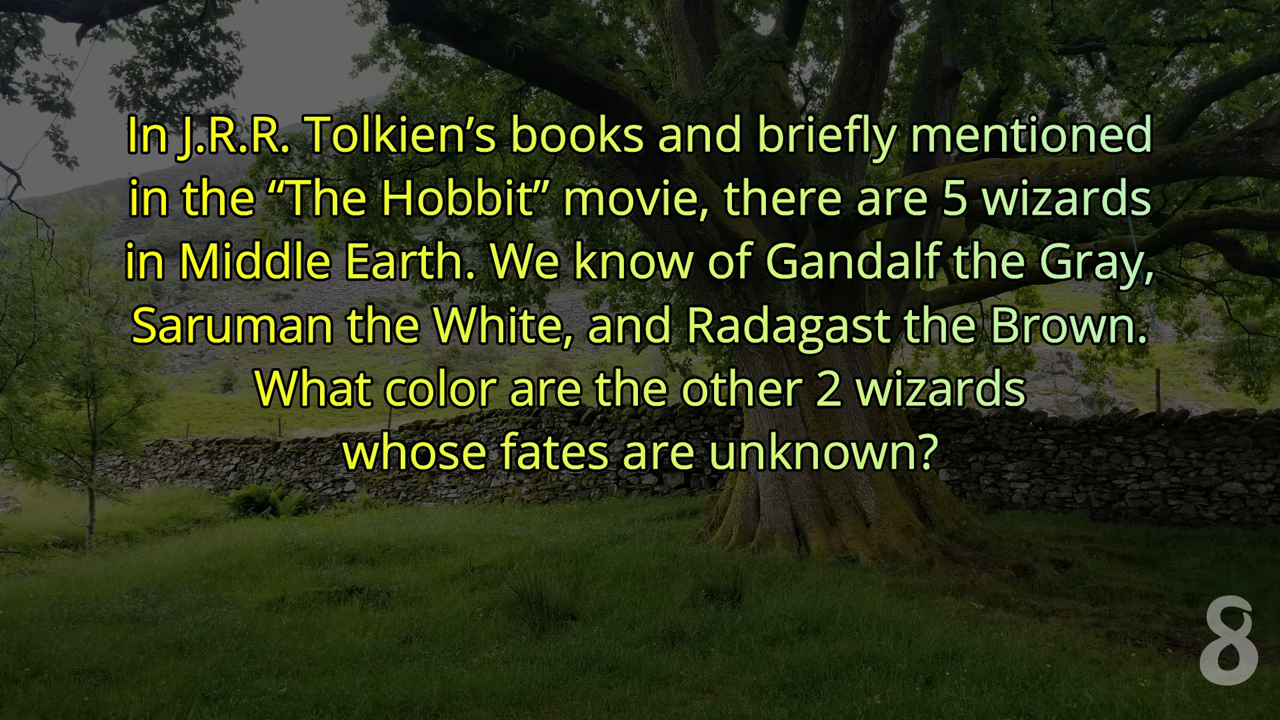 In J.R.R. Tolkien’s books and briefly mentioned
in the “The Hobbit” movie, there are 5 wizards
in Middle Earth. We know of Gandalf the Gray,
Saruman the White, and Radagast the Brown.
What color are the other 2 wizards
whose fates are unknown?
8